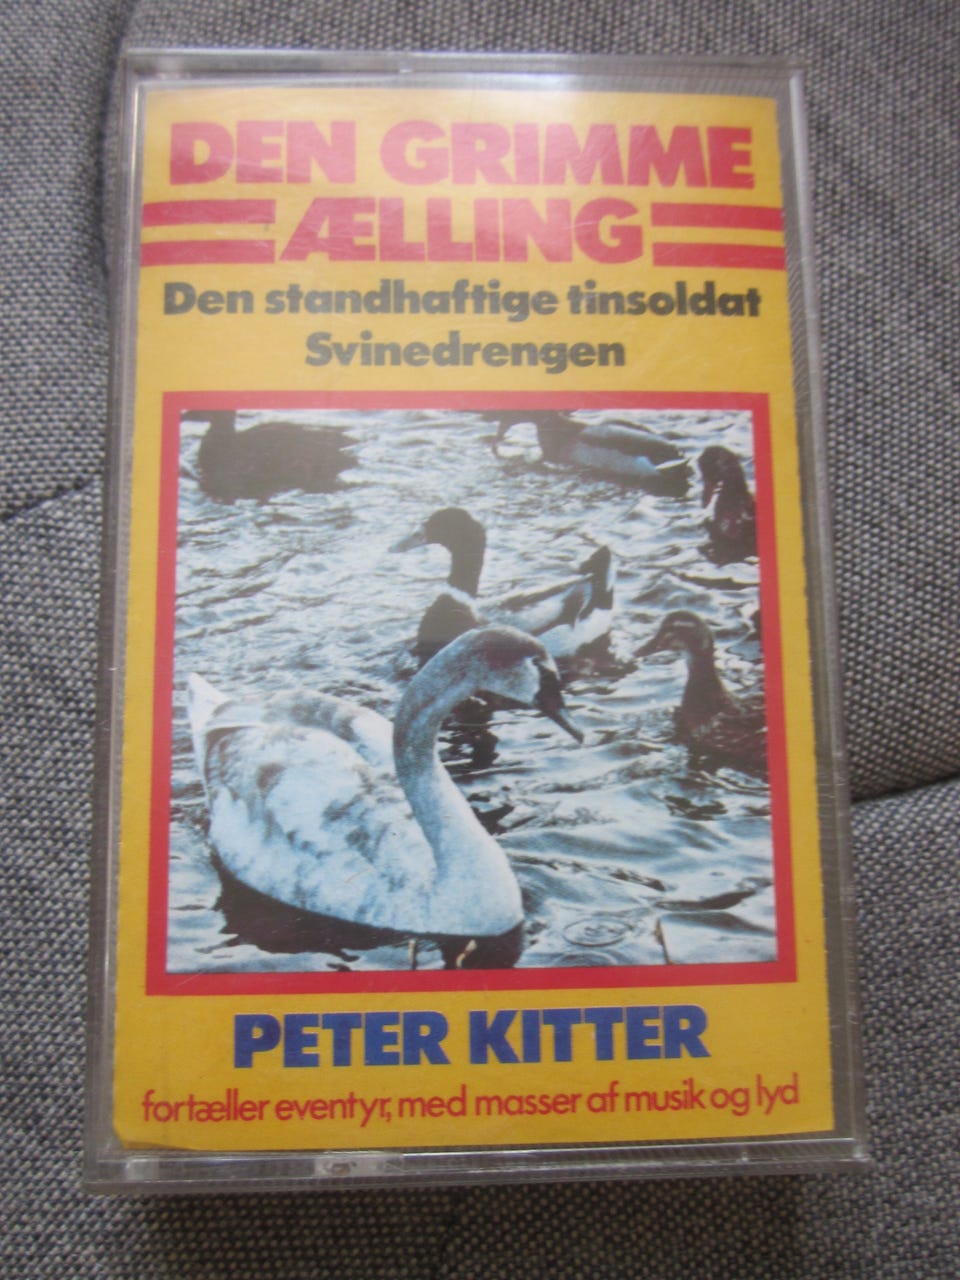 DEN GRIMME
ÆLLING
Den standhaftige tinsoldat
Svinedrengen
PETER KITTER
fortæller eventyr, med masser af musik og lyd